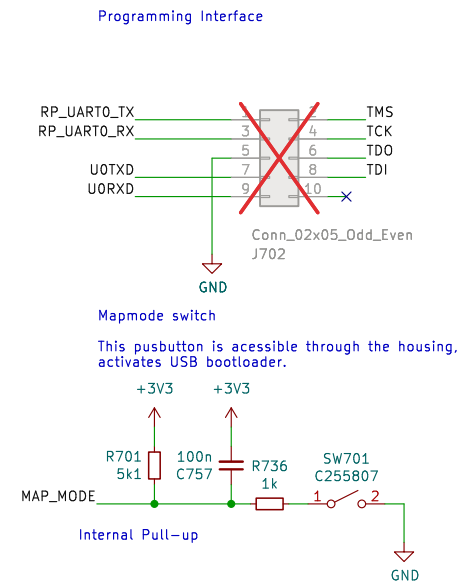 Programming Interface
RP_UART0_TX 1 2 TMS
RP_UART0_RX 3 4 TCK
5 6 TDO
U0TXD 7 8 TDI
U0RXD 9 10
Conn_02x05_Odd_Even
J702
GND
Mapmode switch
This pusbutton is acessible through the housing,
activates USB bootloader.
+3V3 +3V3
R701 100n R736 SW701
5k1 C757 1k C255807
MAP_MODE 1 2
Internal Pull-up
GND